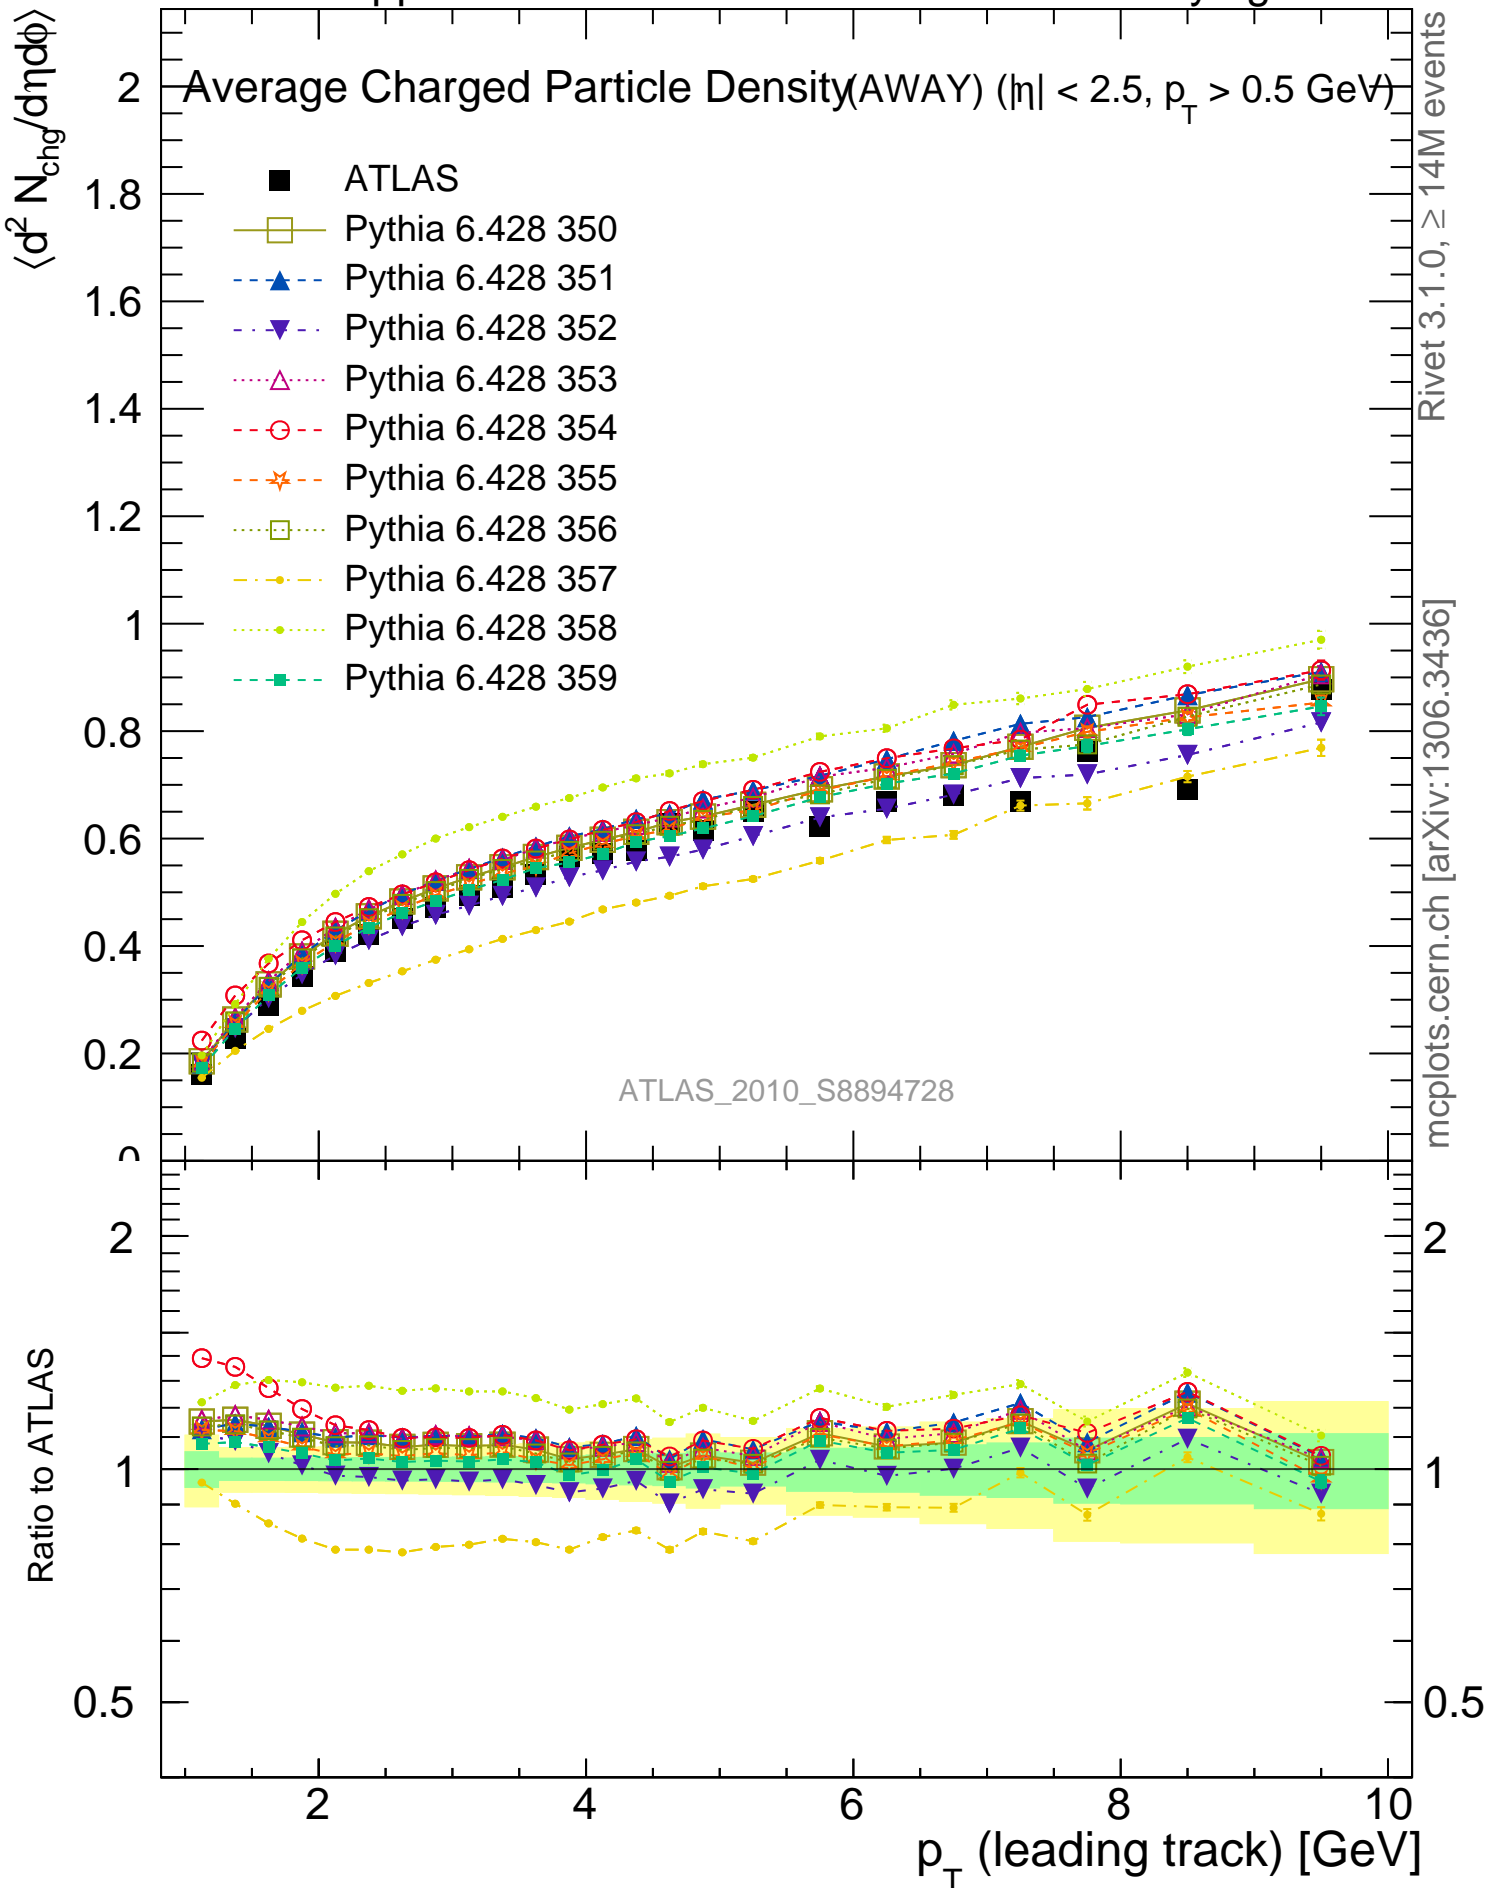 Average Charged Particle Density (AWAY) (|η| < 2.5, p_T > 0.5 GeV)
⟨d² N_chg/dηdϕ⟩
2
1.8
1.6
1.4
1.2
1
0.8
0.6
0.4
0.2
0
ATLAS
Pythia 6.428 350
Pythia 6.428 351
Pythia 6.428 352
Pythia 6.428 353
Pythia 6.428 354
Pythia 6.428 355
Pythia 6.428 356
Pythia 6.428 357
Pythia 6.428 358
Pythia 6.428 359
ATLAS_2010_S8894728
Rivet 3.1.0, ≥ 14M events
mcplots.cern.ch [arXiv:1306.3436]
Ratio to ATLAS
2
1
0.5
2
1
0.5
2 4 6 8 10
p_T (leading track) [GeV]